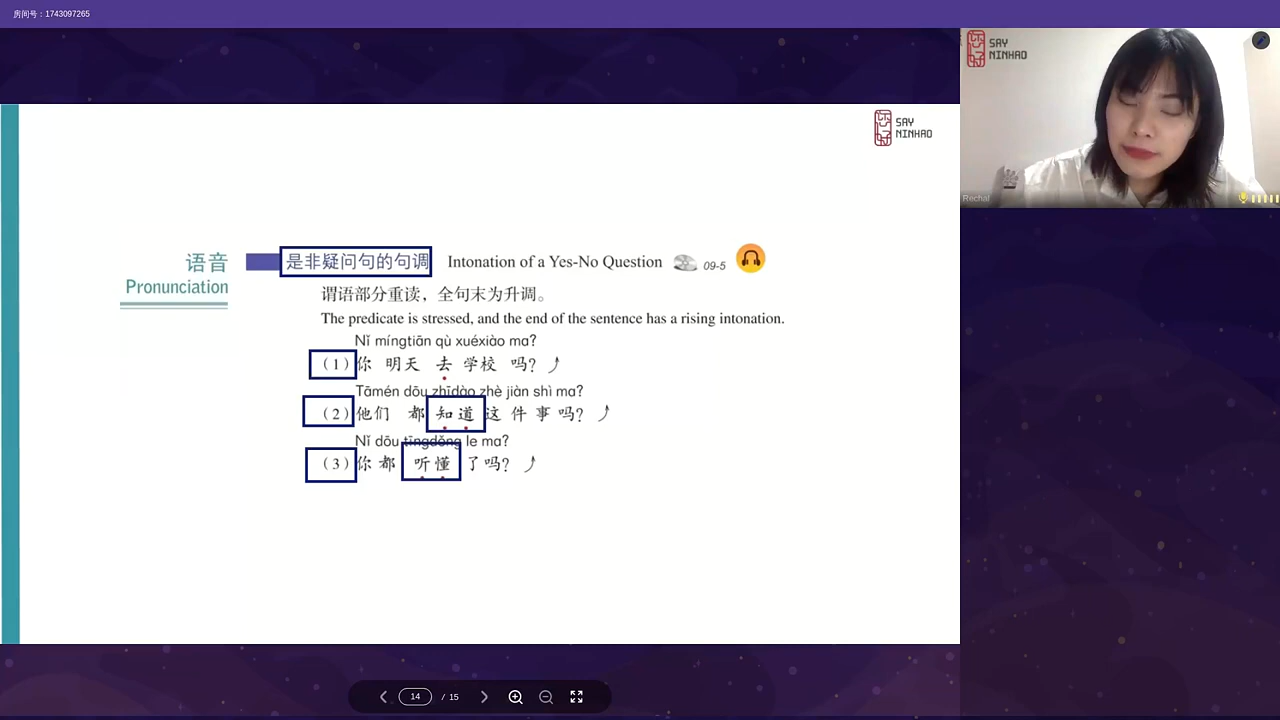 房间号：1743097265
SAY
NINHAO
SAY
NINHAO
Rechal
语音
Pronunciation
是非疑问句的句调 Intonation of a Yes-No Question 09-5
谓语部分重读，全句末为升调。
The predicate is stressed, and the end of the sentence has a rising intonation.
Nǐ míngtiān qù xuéxiào ma?
（1）你 明天 去 学校 吗？
Tāmén dōu zhīdào zhè jiàn shì ma?
（2）他们 都 知道 这 件 事 吗？
Nǐ dōu tīngdǒng le ma?
（3）你 都 听懂 了 吗？
14 / 15